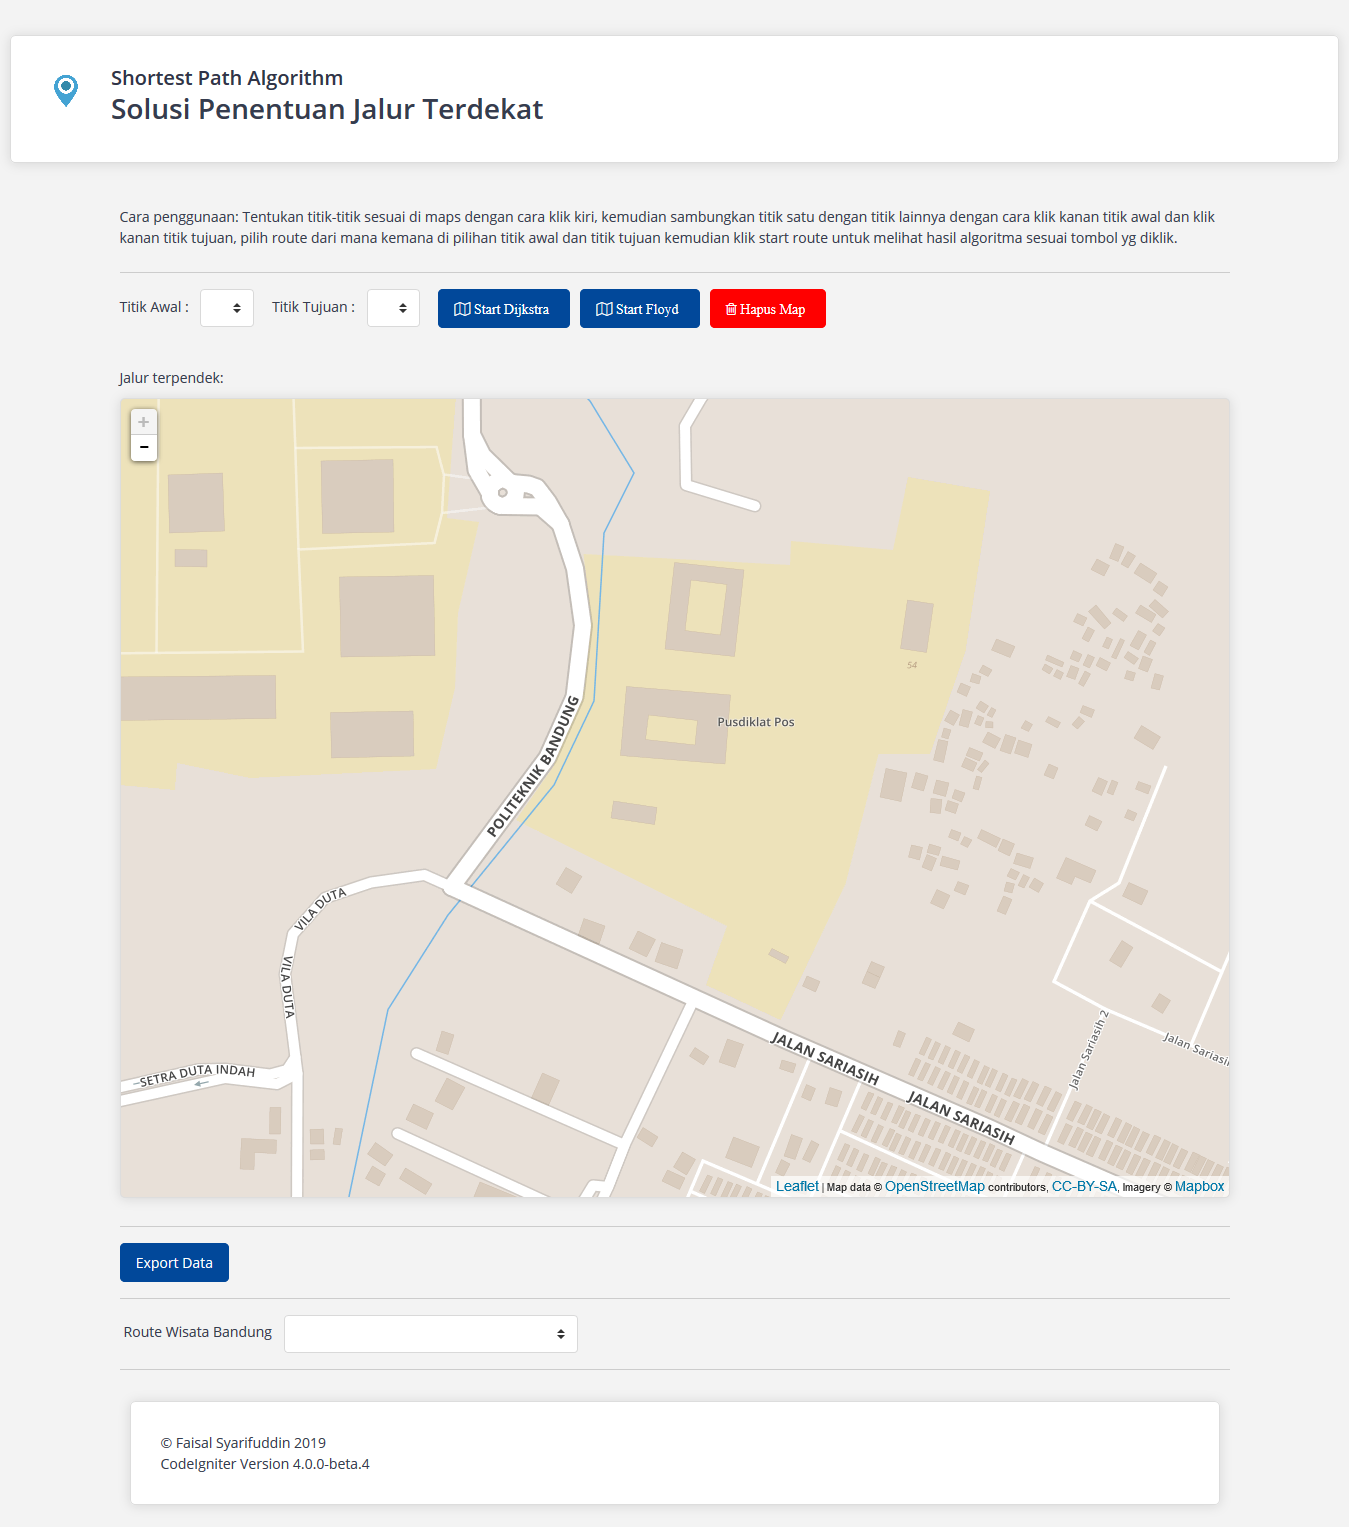 Shortest Path Algorithm
Solusi Penentuan Jalur Terdekat
Cara penggunaan: Tentukan titik-titik sesuai di maps dengan cara klik kiri, kemudian sambungkan titik satu dengan titik lainnya dengan cara klik kanan titik awal dan klik
kanan titik tujuan, pilih route dari mana kemana di pilihan titik awal dan titik tujuan kemudian klik start route untuk melihat hasil algoritma sesuai tombol yg diklik.
Titik Awal : Titik Tujuan : Start Dijkstra Start Floyd Hapus Map
Jalur terpendek:
+
-
54
Pusdiklat Pos
POLITEKNIK BANDUNG
VILA DUTA
VILA DUTA
SETRA DUTA INDAH
JALAN SARIASIH
JALAN SARIASIH
Jalan Sariasih 2
Jalan Sariasih
Leaflet | Map data © OpenStreetMap contributors, CC-BY-SA, Imagery © Mapbox
Export Data
Route Wisata Bandung
© Faisal Syarifuddin 2019
CodeIgniter Version 4.0.0-beta.4